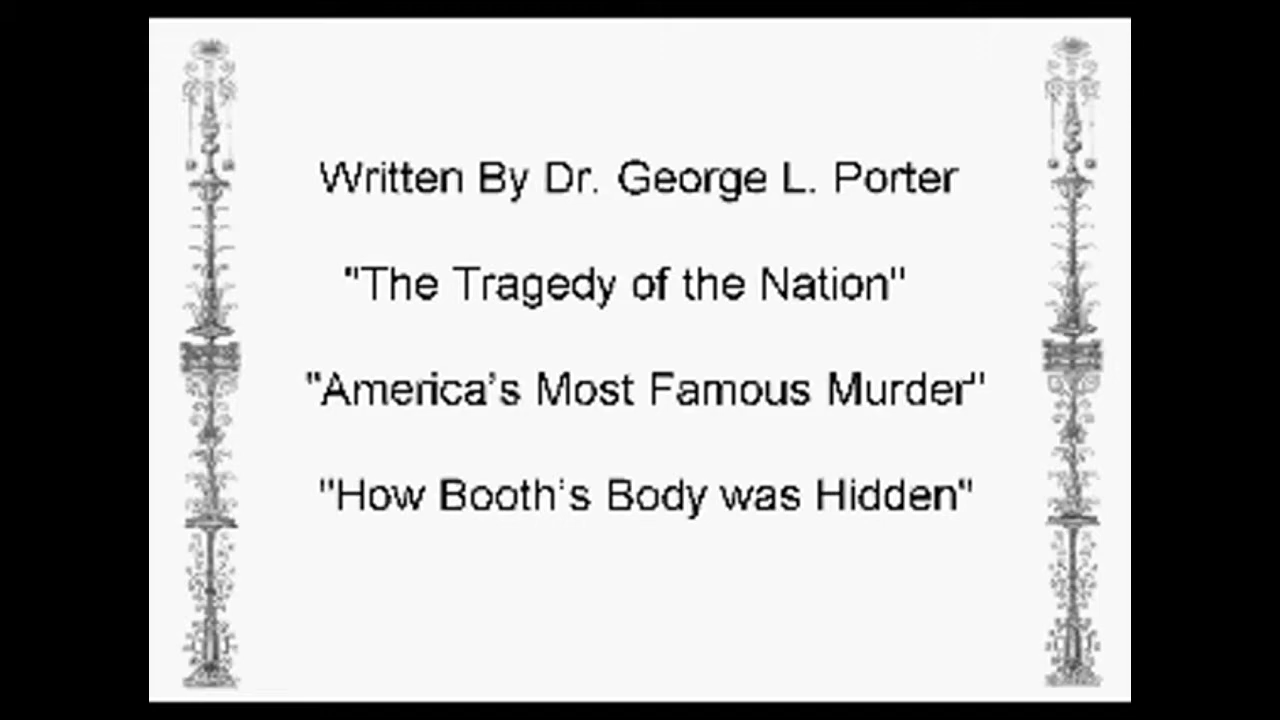 Written By Dr. George L. Porter
"The Tragedy of the Nation"
"America's Most Famous Murder"
"How Booth's Body was Hidden"